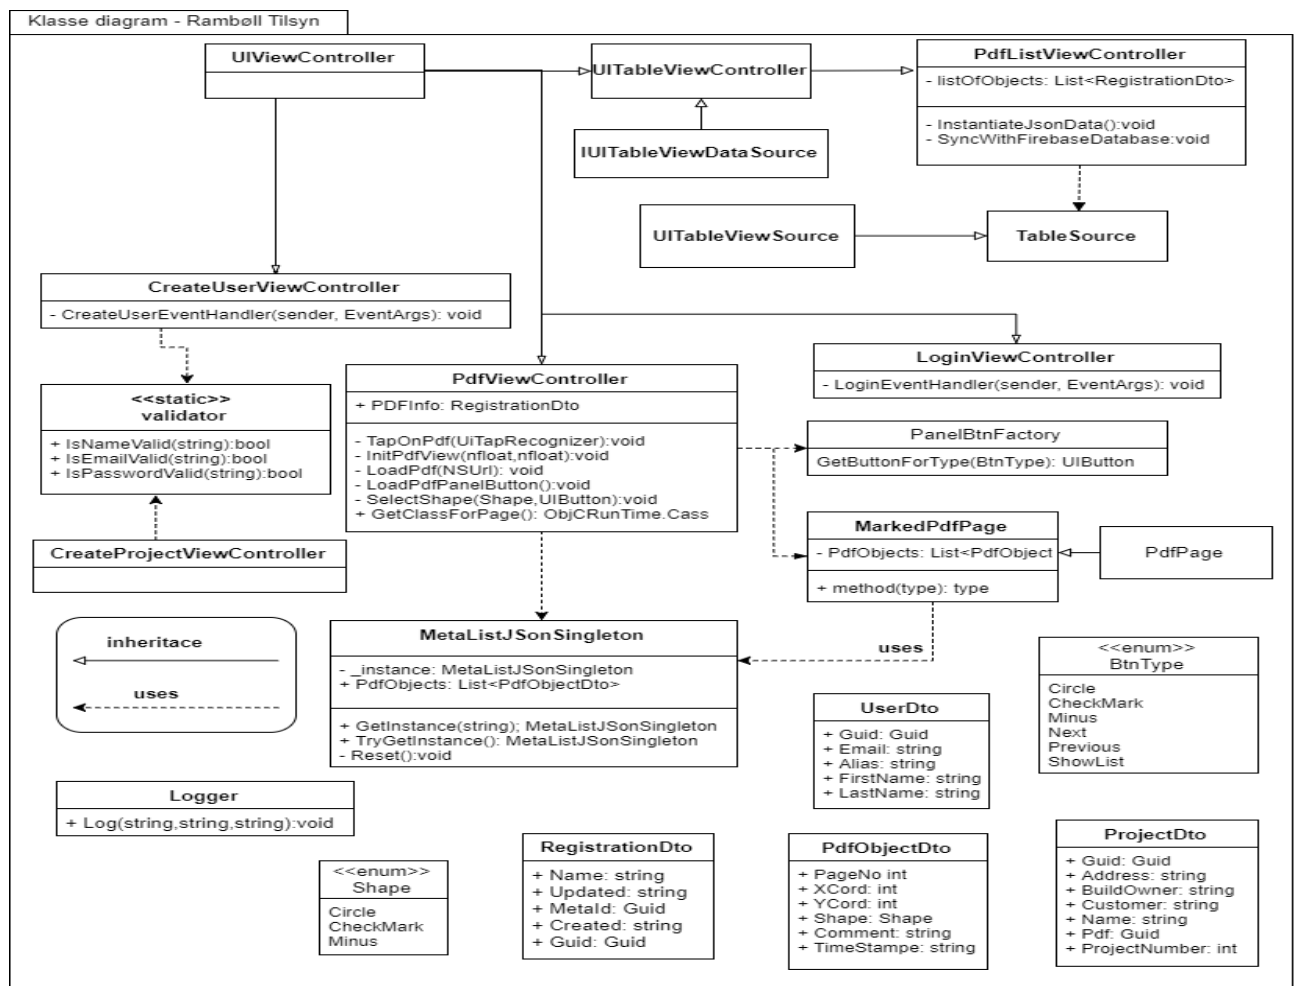 Klasse diagram - Rambøll Tilsyn
UIViewController
UITableViewController
PdfListViewController
- listOfObjects: List<RegistrationDto>
- InstantiateJsonData():void
- SyncWithFirebaseDatabase:void
IUITableViewDataSource
UITableViewSource
TableSource
CreateUserViewController
- CreateUserEventHandler(sender, EventArgs): void
LoginViewController
- LoginEventHandler(sender, EventArgs): void
<<static>>
validator
+ IsNameValid(string):bool
+ IsEmailValid(string):bool
+ IsPasswordValid(string):bool
PdfViewController
+ PDFInfo: RegistrationDto
- TapOnPdf(UiTapRecognizer):void
- InitPdfView(nfloat,nfloat):void
- LoadPdf(NSUrl): void
- LoadPdfPanelButton():void
- SelectShape(Shape,UIButton):void
+ GetClassForPage(): ObjCRunTime.Cass
PanelBtnFactory
GetButtonForType(BtnType): UIButton
CreateProjectViewController
MarkedPdfPage
- PdfObjects: List<PdfObject
+ method(type): type
PdfPage
inheritace
uses
MetaListJSonSingleton
- _instance: MetaListJSonSingleton
+ PdfObjects: List<PdfObjectDto>
+ GetInstance(string); MetaListJSonSingleton
+ TryGetInstance(): MetaListJSonSingleton
- Reset():void
uses
<<enum>>
BtnType
Circle
CheckMark
Minus
Next
Previous
ShowList
UserDto
+ Guid: Guid
+ Email: string
+ Alias: string
+ FirstName: string
+ LastName: string
Logger
+ Log(string,string,string):void
<<enum>>
Shape
Circle
CheckMark
Minus
RegistrationDto
+ Name: string
+ Updated: string
+ MetaId: Guid
+ Created: string
+ Guid: Guid
PdfObjectDto
+ PageNo int
+ XCord: int
+ YCord: int
+ Shape: Shape
+ Comment: string
+ TimeStampe: string
ProjectDto
+ Guid: Guid
+ Address: string
+ BuildOwner: string
+ Customer: string
+ Name: string
+ Pdf: Guid
+ ProjectNumber: int